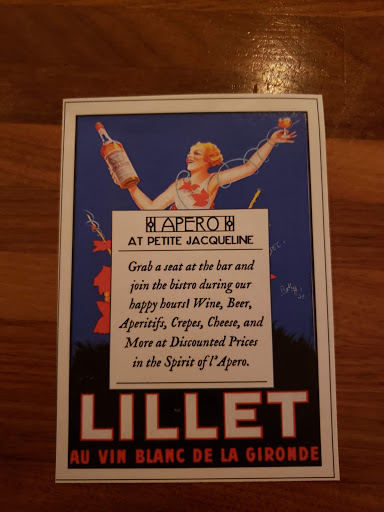 APERO
AT PETITE JACQUELINE
Grab a seat at the bar and
join the bistro during our
happy hours! Wine, Beer,
Aperitifs, Crepes, Cheese, and
More at Discounted Prices
in the Spirit of l'Apero.
LILLET
AU VIN BLANC DE LA GIRONDE